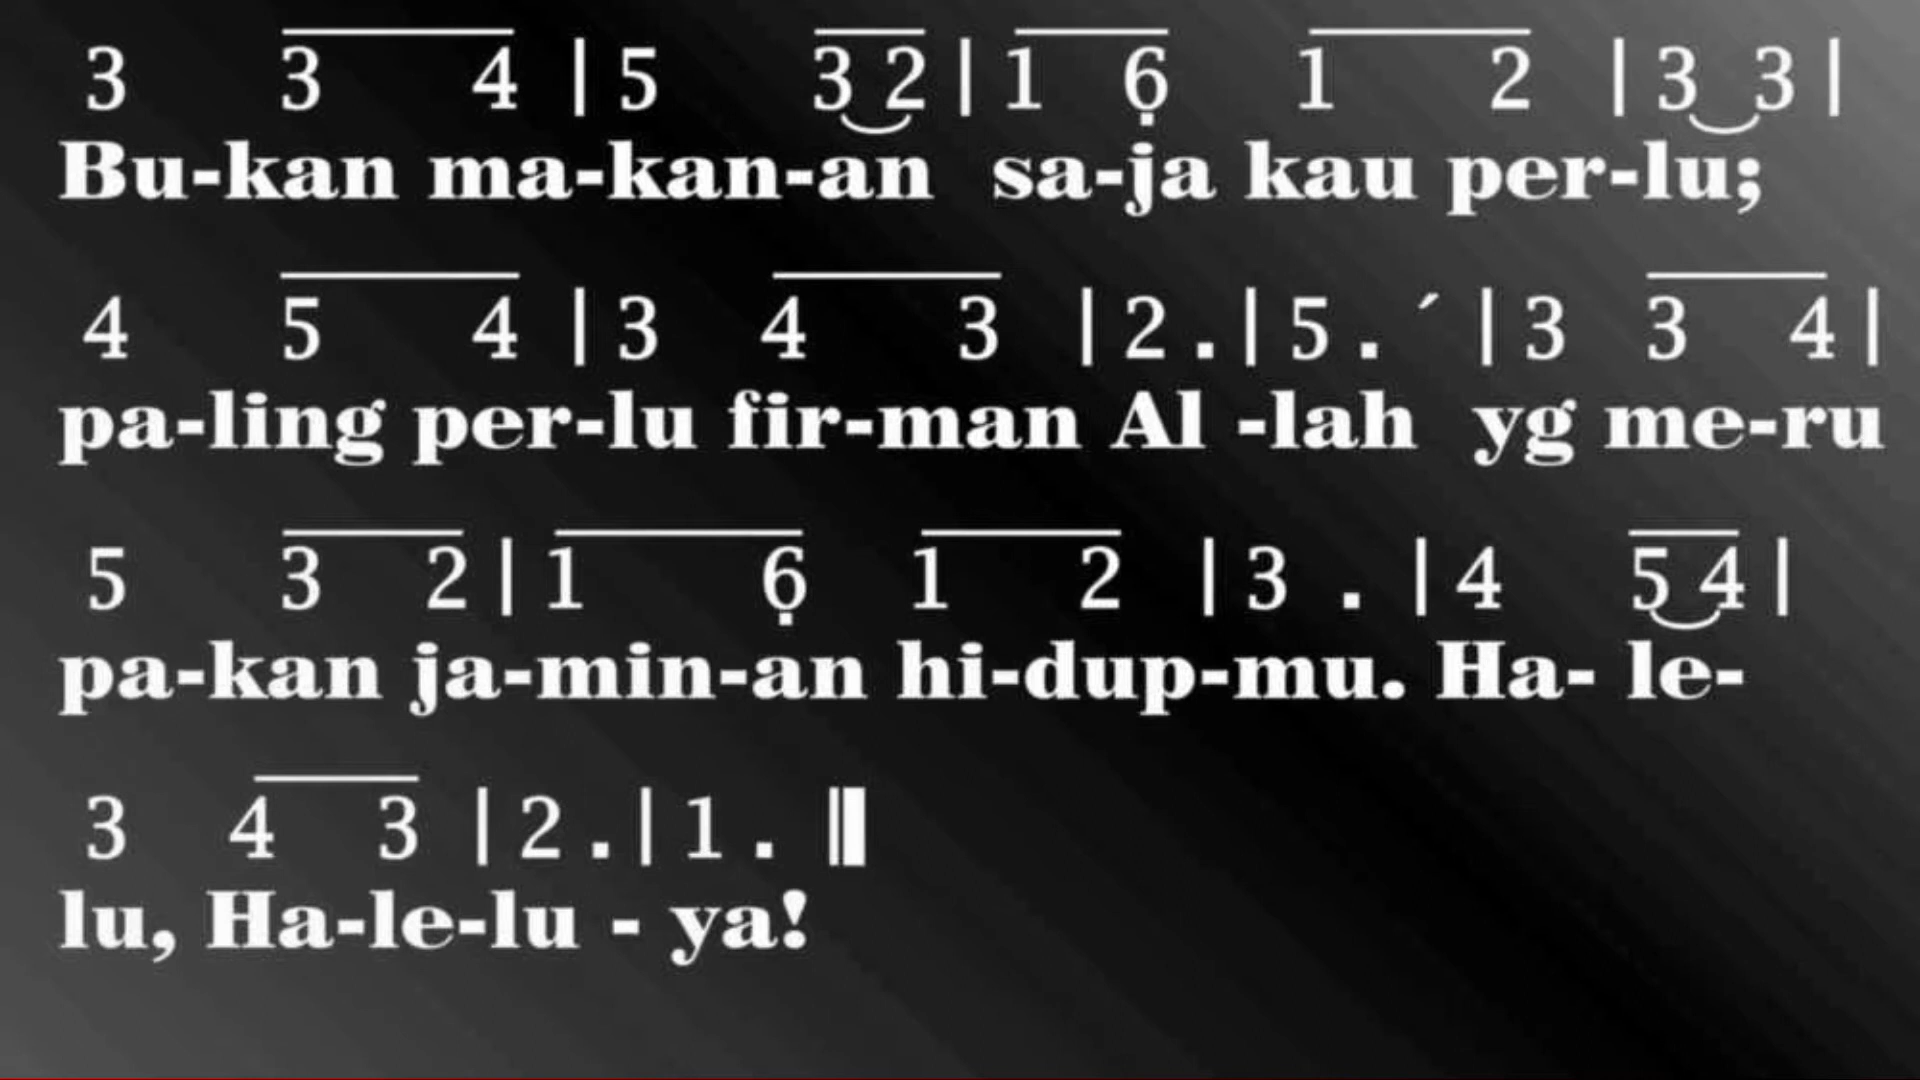 3 3 4 | 5 3 2 | 1 6̣ 1 2 | 3 3 |
Bu-kan ma-kan-an sa-ja kau per-lu;
4 5 4 | 3 4 3 | 2 . | 5 . ´ | 3 3 4 |
pa-ling per-lu fir-man Al -lah yg me-ru
5 3 2 | 1 6̣ 1 2 | 3 . | 4 5 4 |
pa-kan ja-min-an hi-dup-mu. Ha- le-
3 4 3 | 2 . | 1 . ‖
lu, Ha-le-lu - ya!